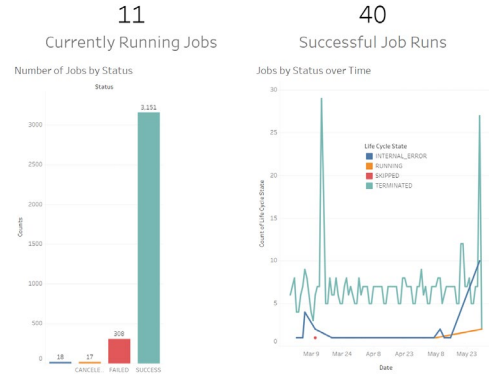 11
Currently Running Jobs
40
Successful Job Runs
Number of Jobs by Status
Status
3,151
3000
2500
2000
1500
1000
500
0
Counts
18
17
308
CANCELE..
FAILED
SUCCESS
Jobs by Status over Time
30
25
20
15
10
5
0
Count of Life Cycle State
Life Cycle State
INTERNAL_ERROR
RUNNING
SKIPPED
TERMINATED
Mar 9
Mar 24
Apr 8
Apr 23
May 8
May 23
Date